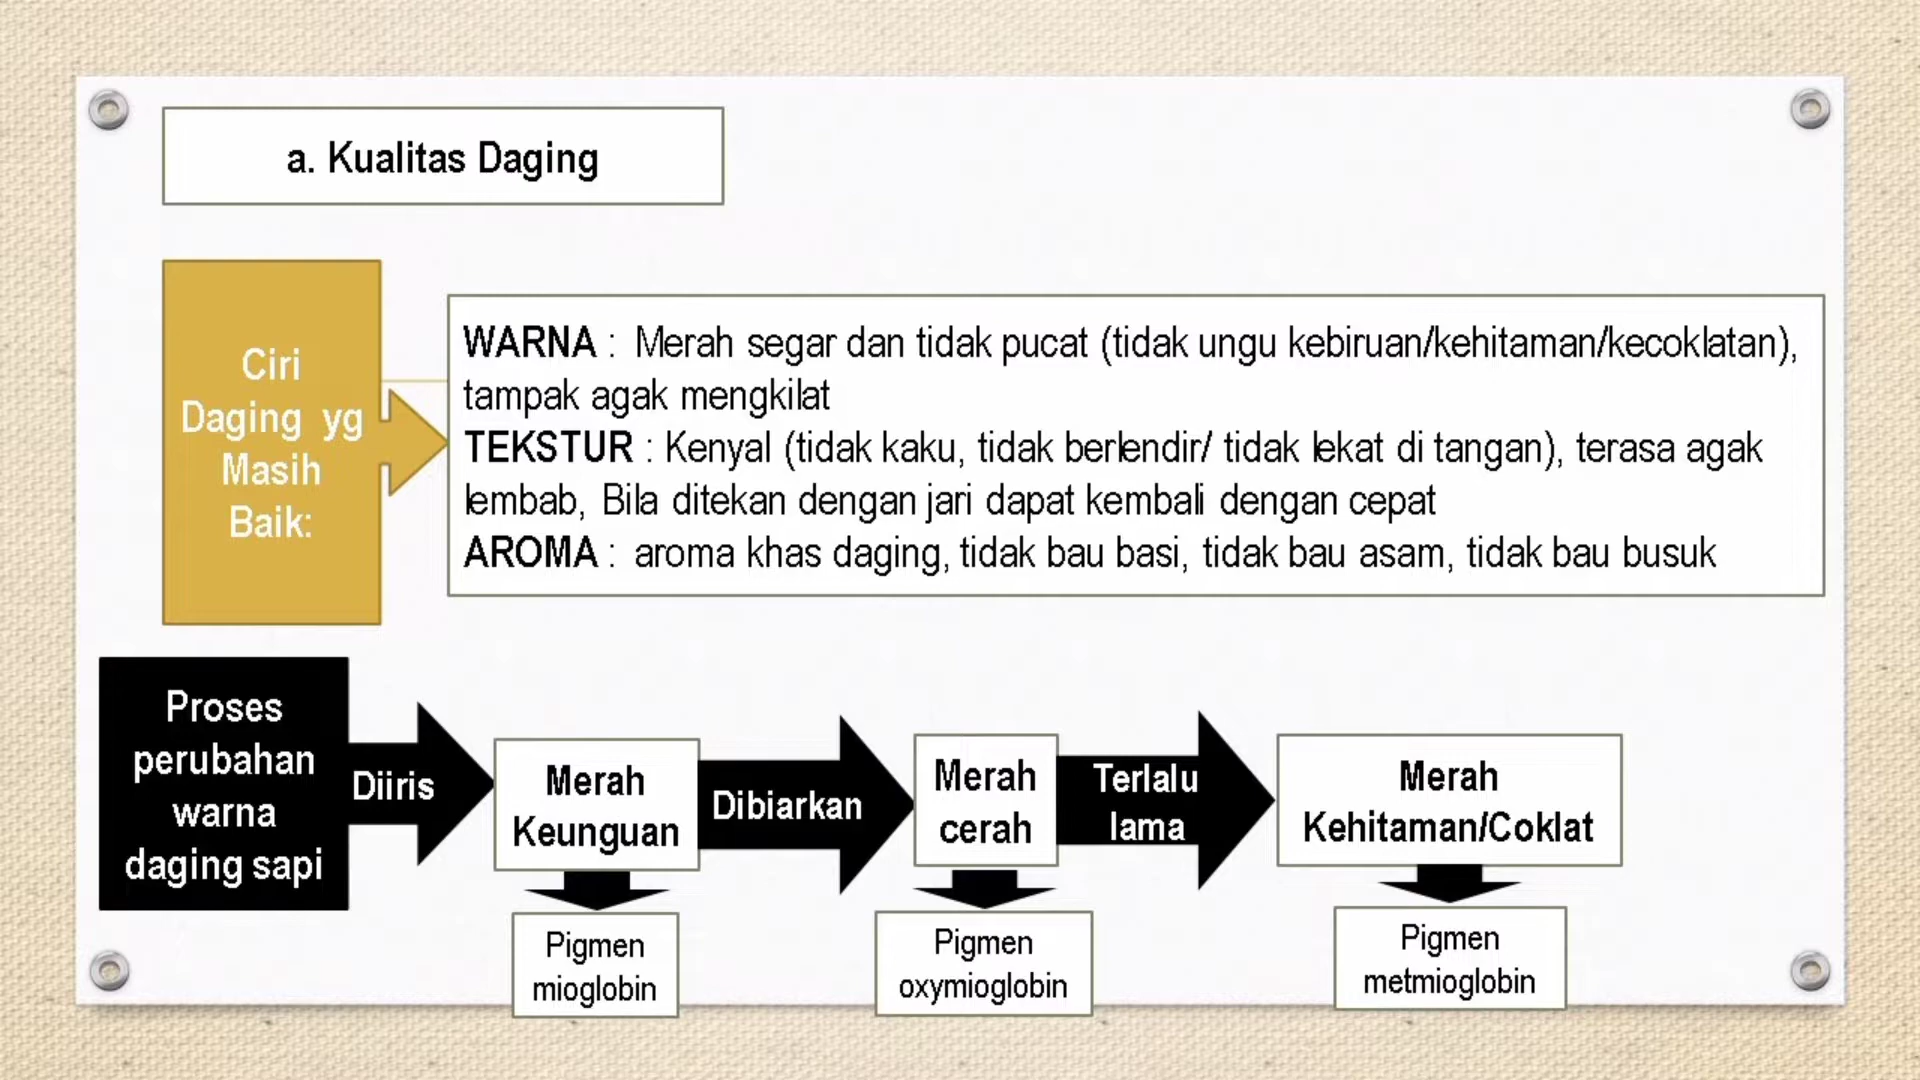 a. Kualitas Daging
Ciri
Daging yg
Masih
Baik:
WARNA : Merah segar dan tidak pucat (tidak ungu kebiruan/kehitaman/kecoklatan),
tampak agak mengkilat
TEKSTUR : Kenyal (tidak kaku, tidak berlendir/ tidak lekat di tangan), terasa agak
lembab, Bila ditekan dengan jari dapat kembali dengan cepat
AROMA : aroma khas daging, tidak bau basi, tidak bau asam, tidak bau busuk
Proses
perubahan
warna
daging sapi
Diiris
Merah
Keunguan
Dibiarkan
Merah
cerah
Terlalu
lama
Merah
Kehitaman/Coklat
Pigmen
mioglobin
Pigmen
oxymioglobin
Pigmen
metmioglobin